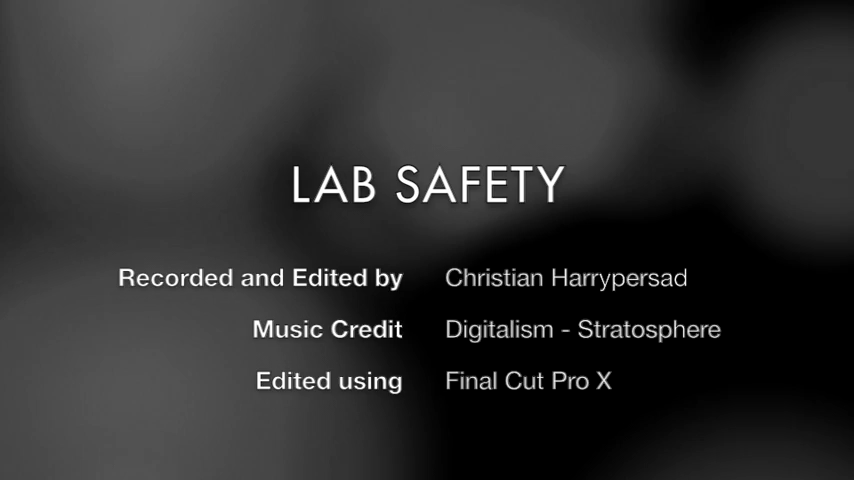 LAB SAFETY
Recorded and Edited by Christian Harrypersad
Music Credit Digitalism - Stratosphere
Edited using Final Cut Pro X